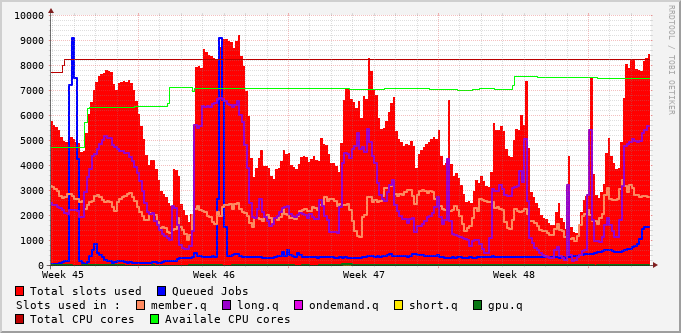 10000
9000
8000
7000
6000
5000
4000
3000
2000
1000
0
Week 45 Week 46 Week 47 Week 48
RRDTOOL / TOBI OETIKER
Total slots used Queued Jobs
Slots used in : member.q long.q ondemand.q short.q gpu.q
Total CPU cores Availale CPU cores